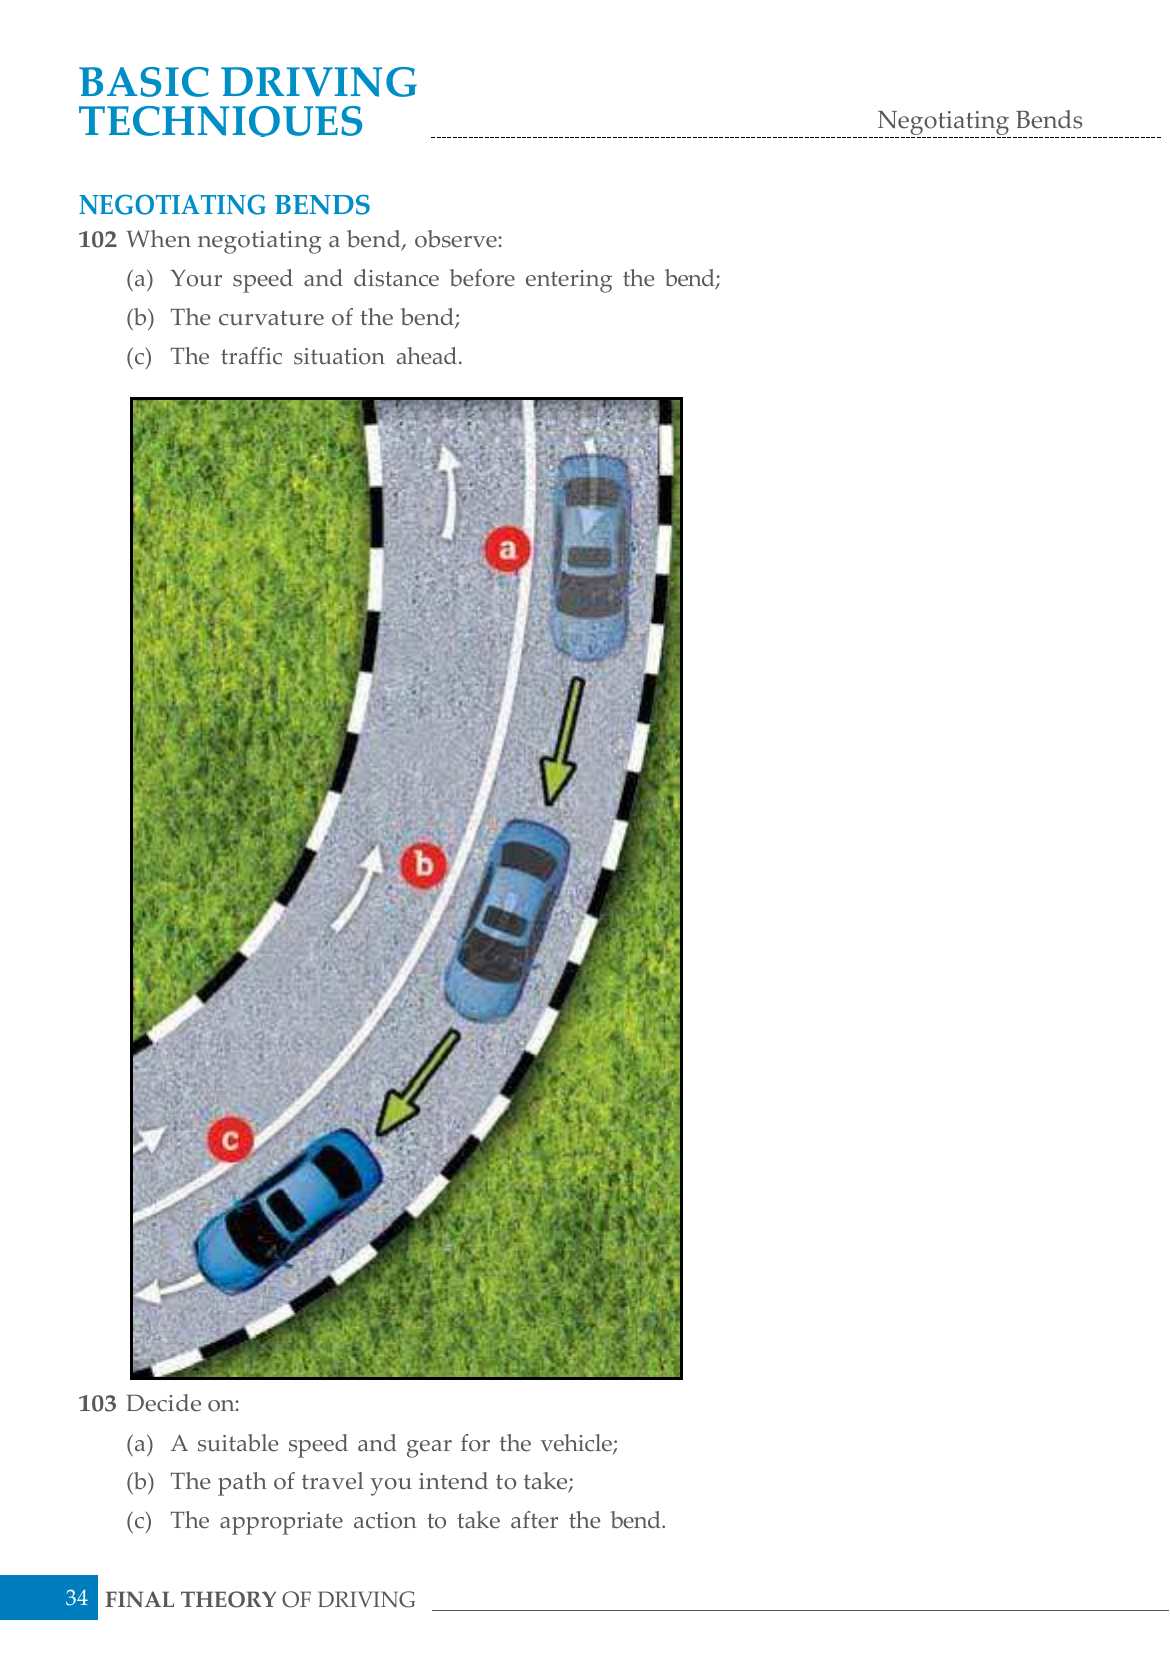 BASIC DRIVING
TECHNIQUES
Negotiating Bends
NEGOTIATING BENDS
102 When negotiating a bend, observe:
(a) Your speed and distance before entering the bend;
(b) The curvature of the bend;
(c) The traffic situation ahead.
a
b
c
103 Decide on:
(a) A suitable speed and gear for the vehicle;
(b) The path of travel you intend to take;
(c) The appropriate action to take after the bend.
34 FINAL THEORY OF DRIVING